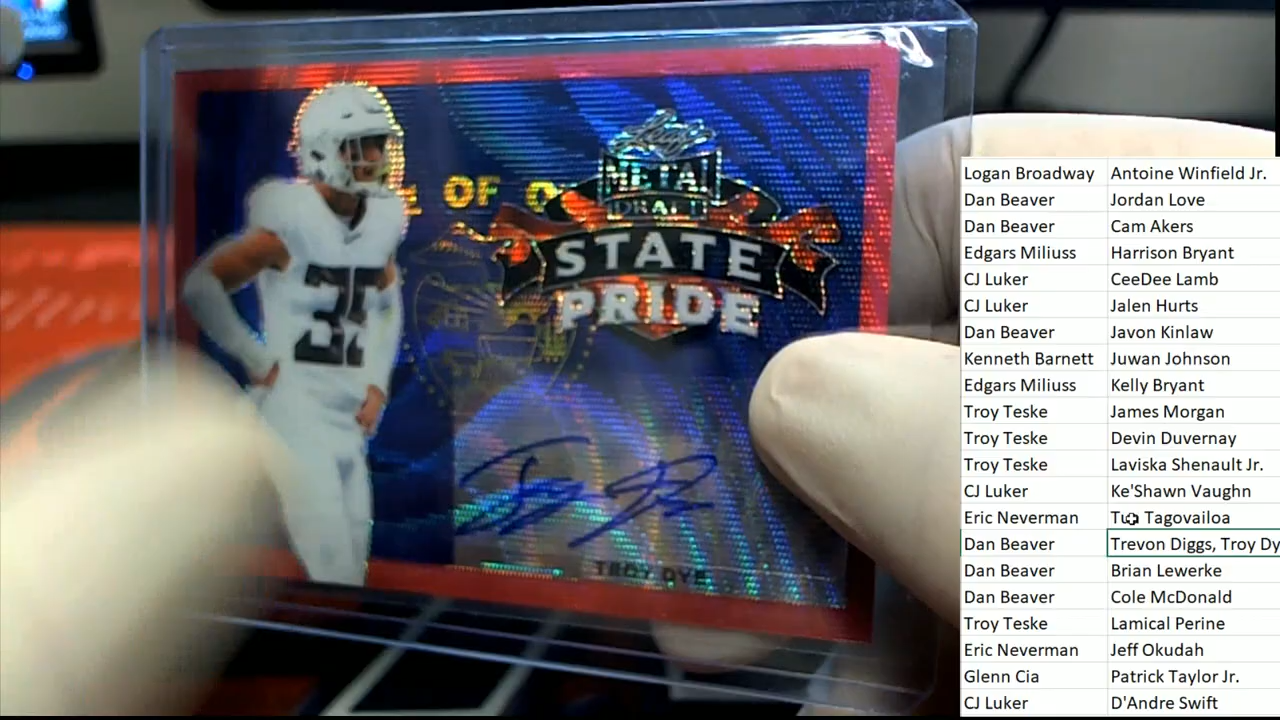 Leaf
METAL
DRAFT
OF O
STATE
PRIDE
35
TROY DYE
Logan Broadway Antoine Winfield Jr.
Dan Beaver Jordan Love
Dan Beaver Cam Akers
Edgars Miliuss Harrison Bryant
CJ Luker CeeDee Lamb
CJ Luker Jalen Hurts
Dan Beaver Javon Kinlaw
Kenneth Barnett Juwan Johnson
Edgars Miliuss Kelly Bryant
Troy Teske James Morgan
Troy Teske Devin Duvernay
Troy Teske Laviska Shenault Jr.
CJ Luker Ke'Shawn Vaughn
Eric Neverman Tua Tagovailoa
Dan Beaver Trevon Diggs, Troy Dy
Dan Beaver Brian Lewerke
Dan Beaver Cole McDonald
Troy Teske Lamical Perine
Eric Neverman Jeff Okudah
Glenn Cia Patrick Taylor Jr.
CJ Luker D'Andre Swift